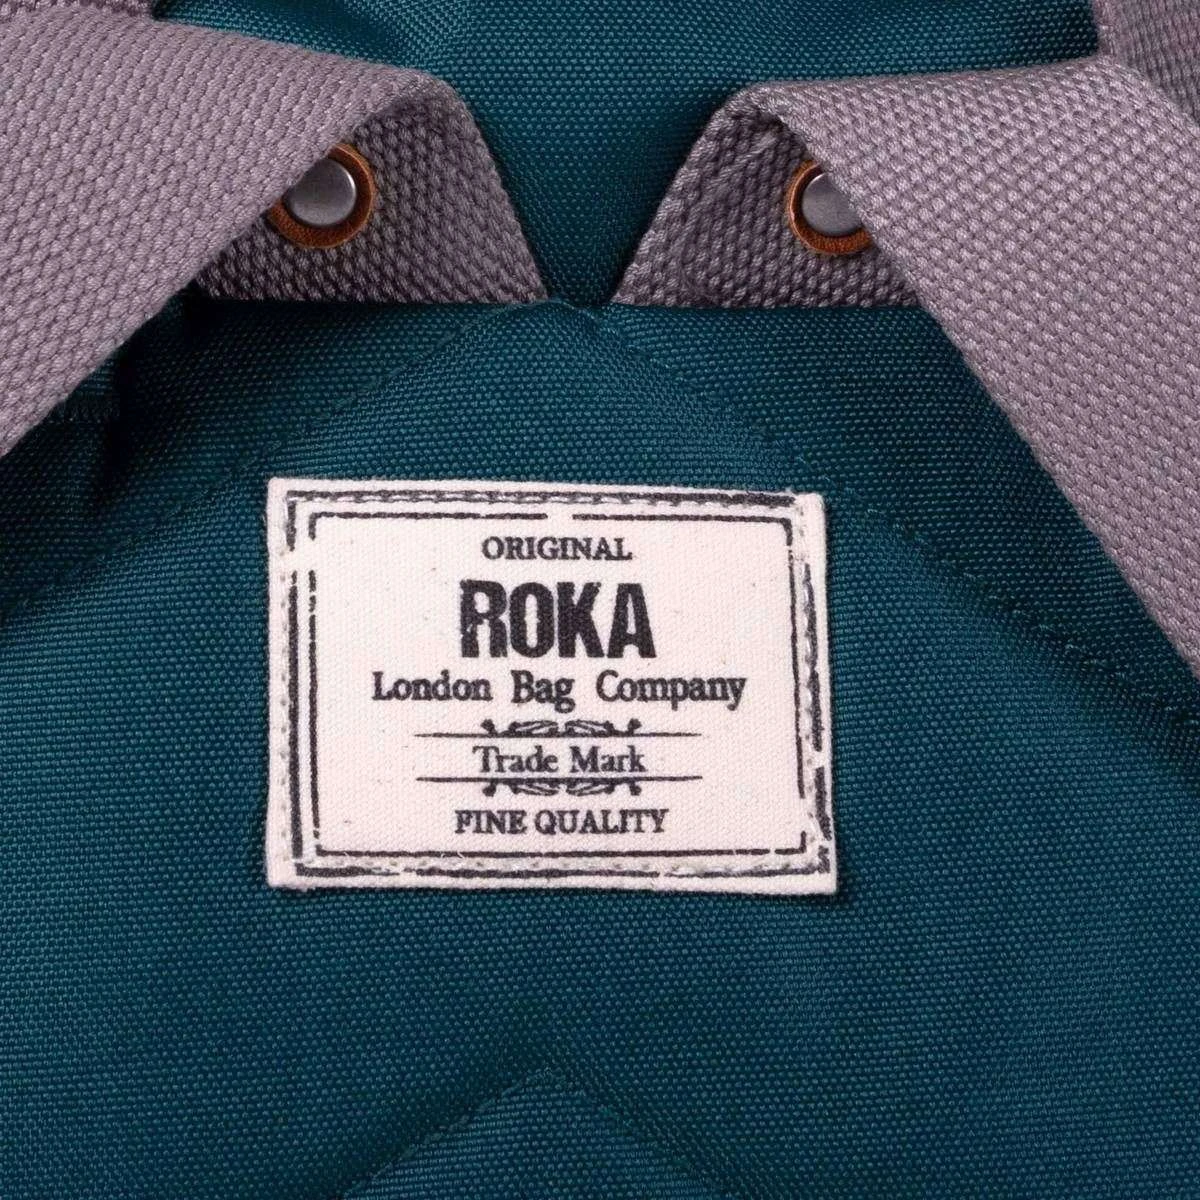 ORIGINAL
ROKA
London Bag Company
Trade Mark
FINE QUALITY